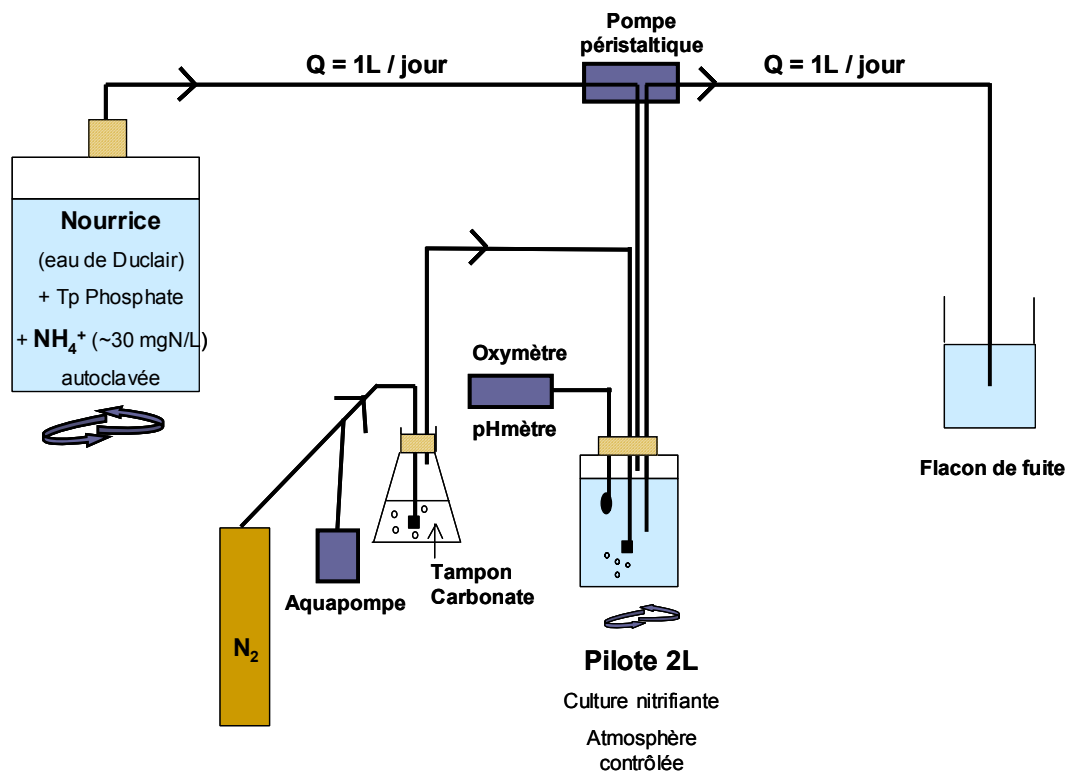 Pompe
péristaltique
Q = 1L / jour
Q = 1L / jour
Nourrice
(eau de Duclair)
+ Tp Phosphate
+ NH₄⁺ (~30 mgN/L)
autoclavée
Oxymètre
pHmètre
Flacon de fuite
Tampon
Carbonate
Aquapompe
N₂
Pilote 2L
Culture nitrifiante
Atmosphère
contrôlée